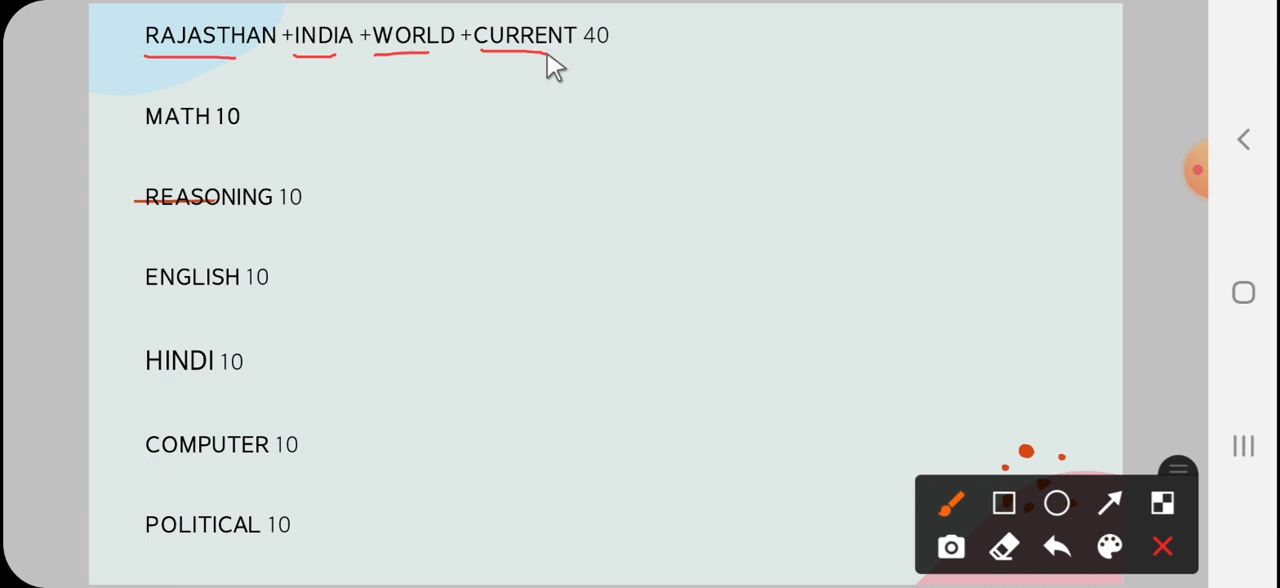 RAJASTHAN +INDIA +WORLD +CURRENT 40
MATH 10
REASONING 10
ENGLISH 10
HINDI 10
COMPUTER 10
POLITICAL 10